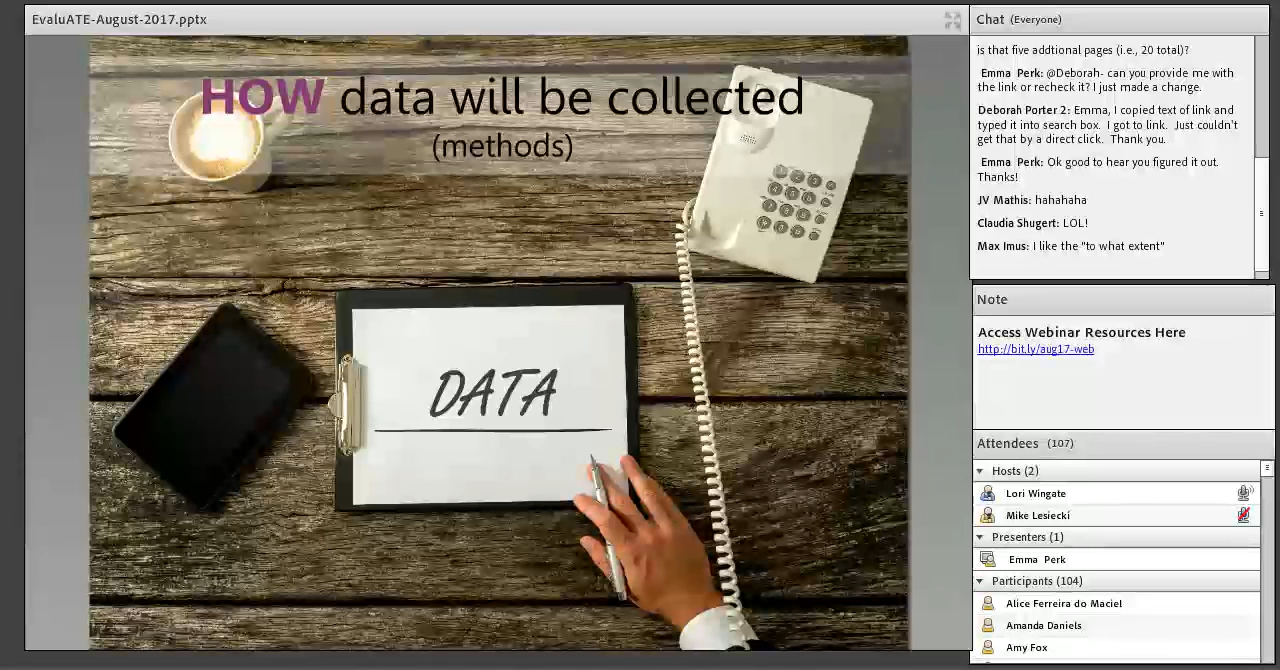 EvaluATE-August-2017.pptx
HOW data will be collected
(methods)
DATA
Chat (Everyone)
is that five addtional pages (i.e., 20 total)?
Emma Perk: @Deborah- can you provide me with
the link or recheck it? I just made a change.
Deborah Porter 2: Emma, I copied text of link and
typed it into search box. I got to link. Just couldn't
get that by a direct click. Thank you.
Emma Perk: Ok good to hear you figured it out.
Thanks!
JV Mathis: hahahaha
Claudia Shugert: LOL!
Max Imus: I like the "to what extent"
Note
Access Webinar Resources Here
http://bit.ly/aug17-web
Attendees (107)
Hosts (2)
Lori Wingate
Mike Lesiecki
Presenters (1)
Emma Perk
Participants (104)
Alice Ferreira do Maciel
Amanda Daniels
Amy Fox